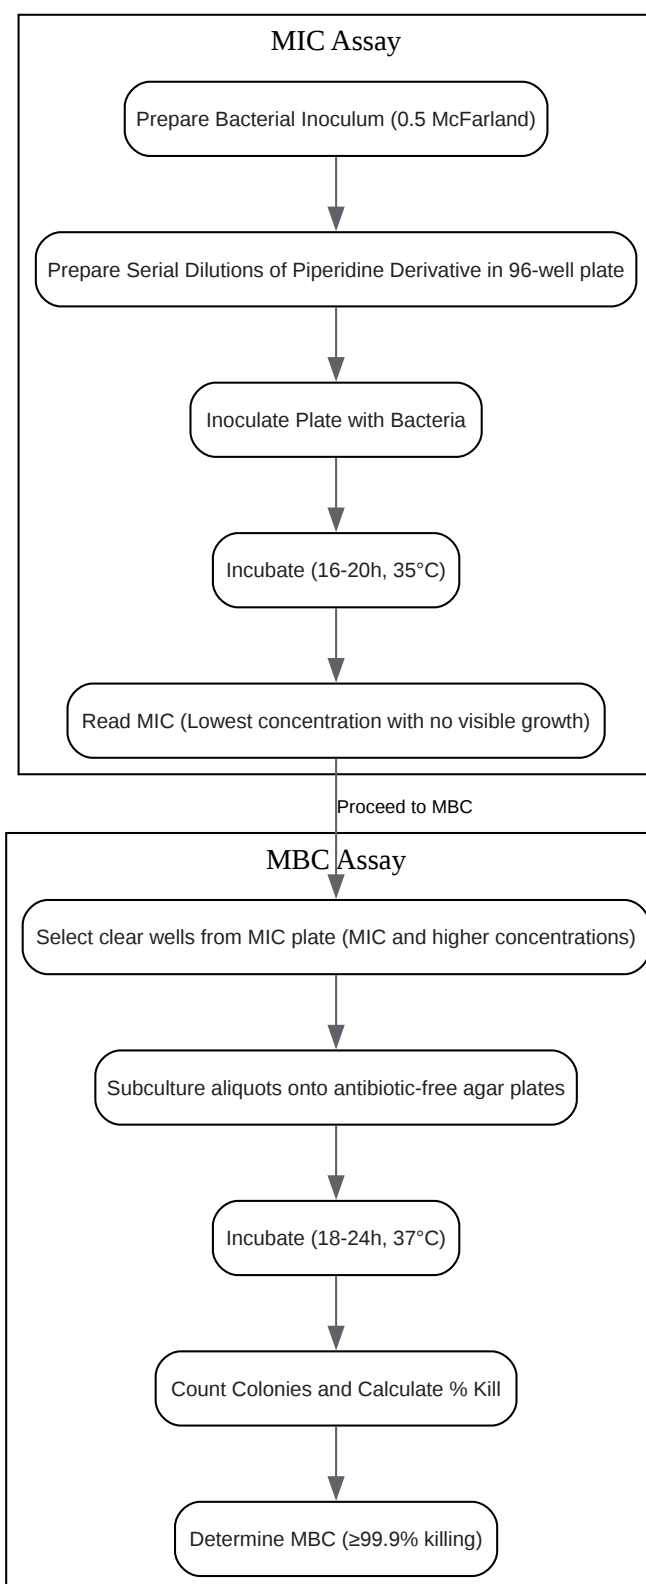 MIC Assay
Prepare Bacterial Inoculum (0.5 McFarland)
Prepare Serial Dilutions of Piperidine Derivative in 96-well plate
Inoculate Plate with Bacteria
Incubate (16-20h, 35°C)
Read MIC (Lowest concentration with no visible growth)
Proceed to MBC
MBC Assay
Select clear wells from MIC plate (MIC and higher concentrations)
Subculture aliquots onto antibiotic-free agar plates
Incubate (18-24h, 37°C)
Count Colonies and Calculate % Kill
Determine MBC (≥99.9% killing)